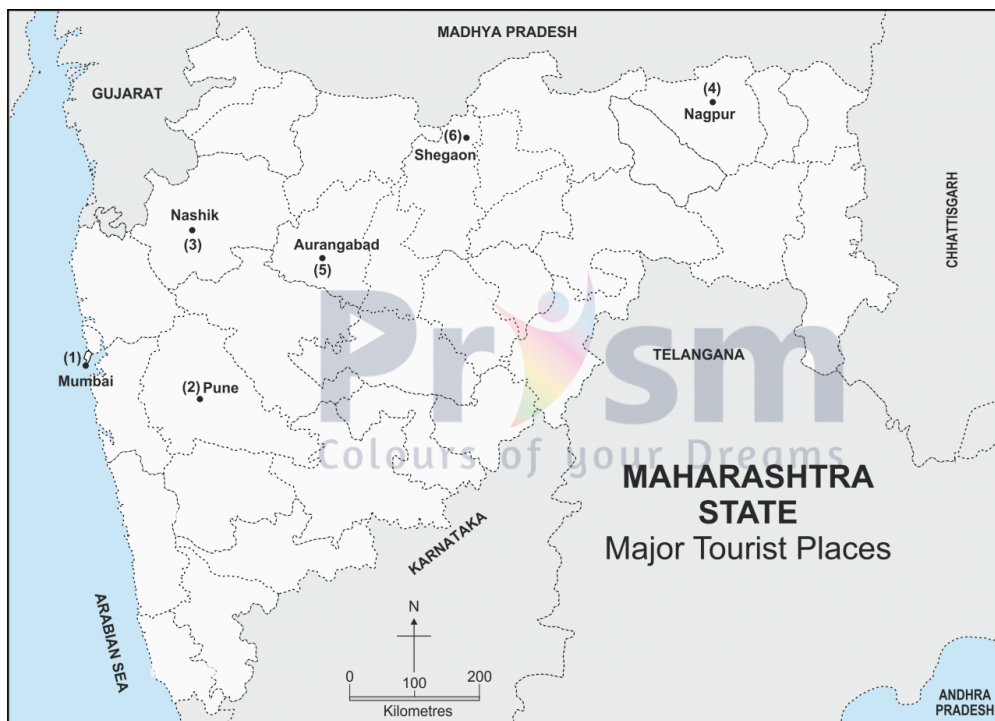 MADHYA PRADESH
GUJARAT
(4)
Nagpur
(6)
Shegaon
CHHATTISGARH
Nashik
(3)
Aurangabad
(5)
Prism
Colours of your Dreams
TELANGANA
(1)
Mumbai
(2) Pune
MAHARASHTRA
STATE
Major Tourist Places
KARNATAKA
ARABIAN SEA
N
0 100 200
Kilometres
ANDHRA
PRADESH